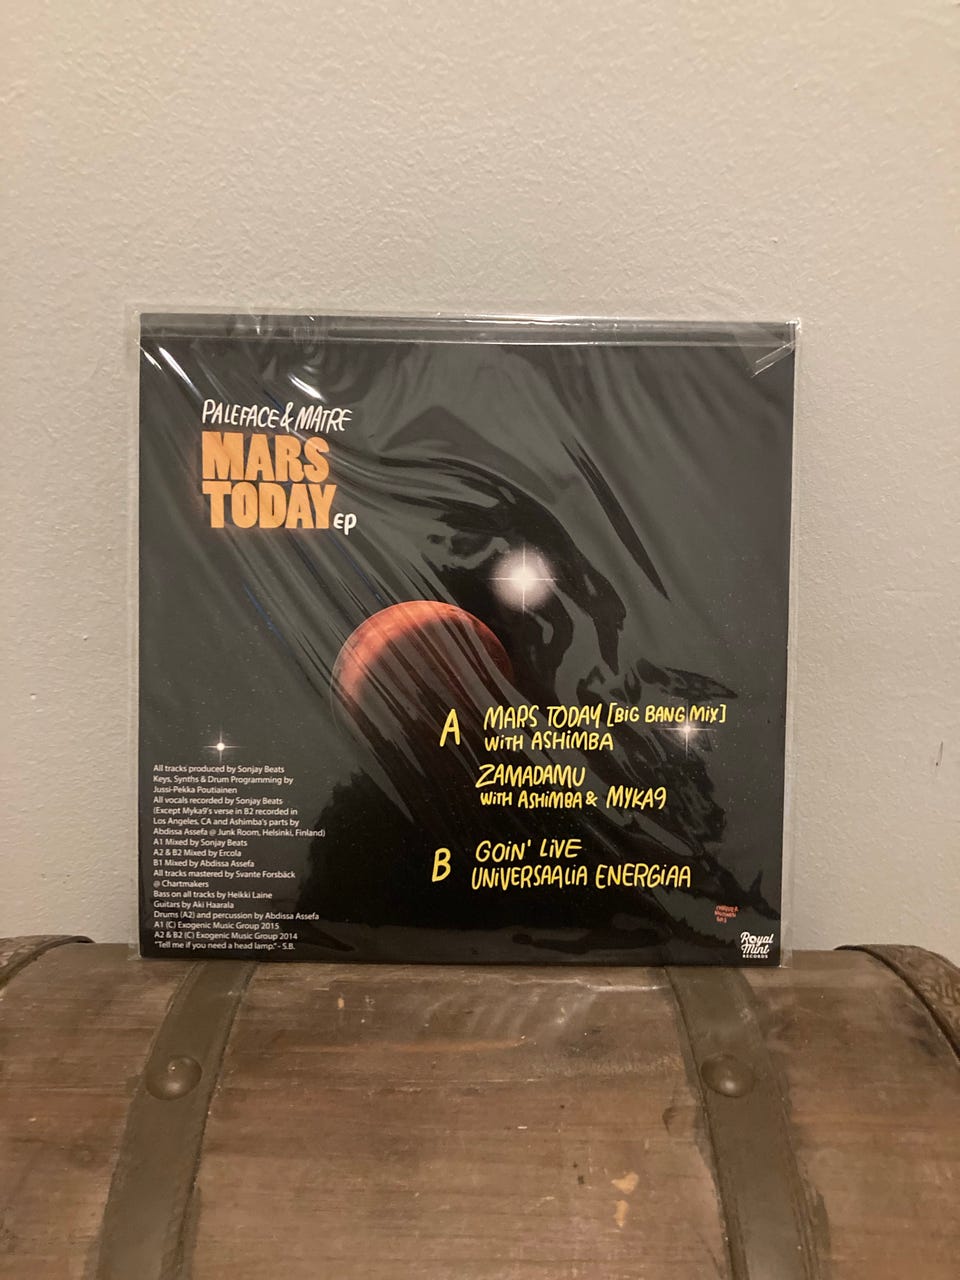 PALEFACE & MATRE
MARS
TODAY EP
A MARS TODAY [BIG BANG MIX]
WITH ASHIMBA
ZAMADAMU
WITH ASHIMBA & MYKA9
B GOIN' LIVE
UNIVERSAALIA ENERGIAA
All tracks produced by Sonjay Beats
Keys, Synths & Drum Programming by
Jussi-Pekka Poutiainen
All vocals recorded by Sonjay Beats
(Except Myka9's verse in B2 recorded in
Los Angeles, CA and Ashimba's parts by
Abdissa Assefa @ Junk Room, Helsinki, Finland)
A1 Mixed by Sonjay Beats
A2 & B2 Mixed by Ercola
B1 Mixed by Abdissa Assefa
All tracks mastered by Svante Forsbäck
@ Chartmakers
Bass on all tracks by Heikki Laine
Guitars by Aki Haarala
Drums (A2) and percussion by Abdissa Assefa
A1 (C) Exogenic Music Group 2015
A2 & B2 (C) Exogenic Music Group 2014
"Tell me if you need a head lamp." - S.B.
Royal
Mint
RECORDS